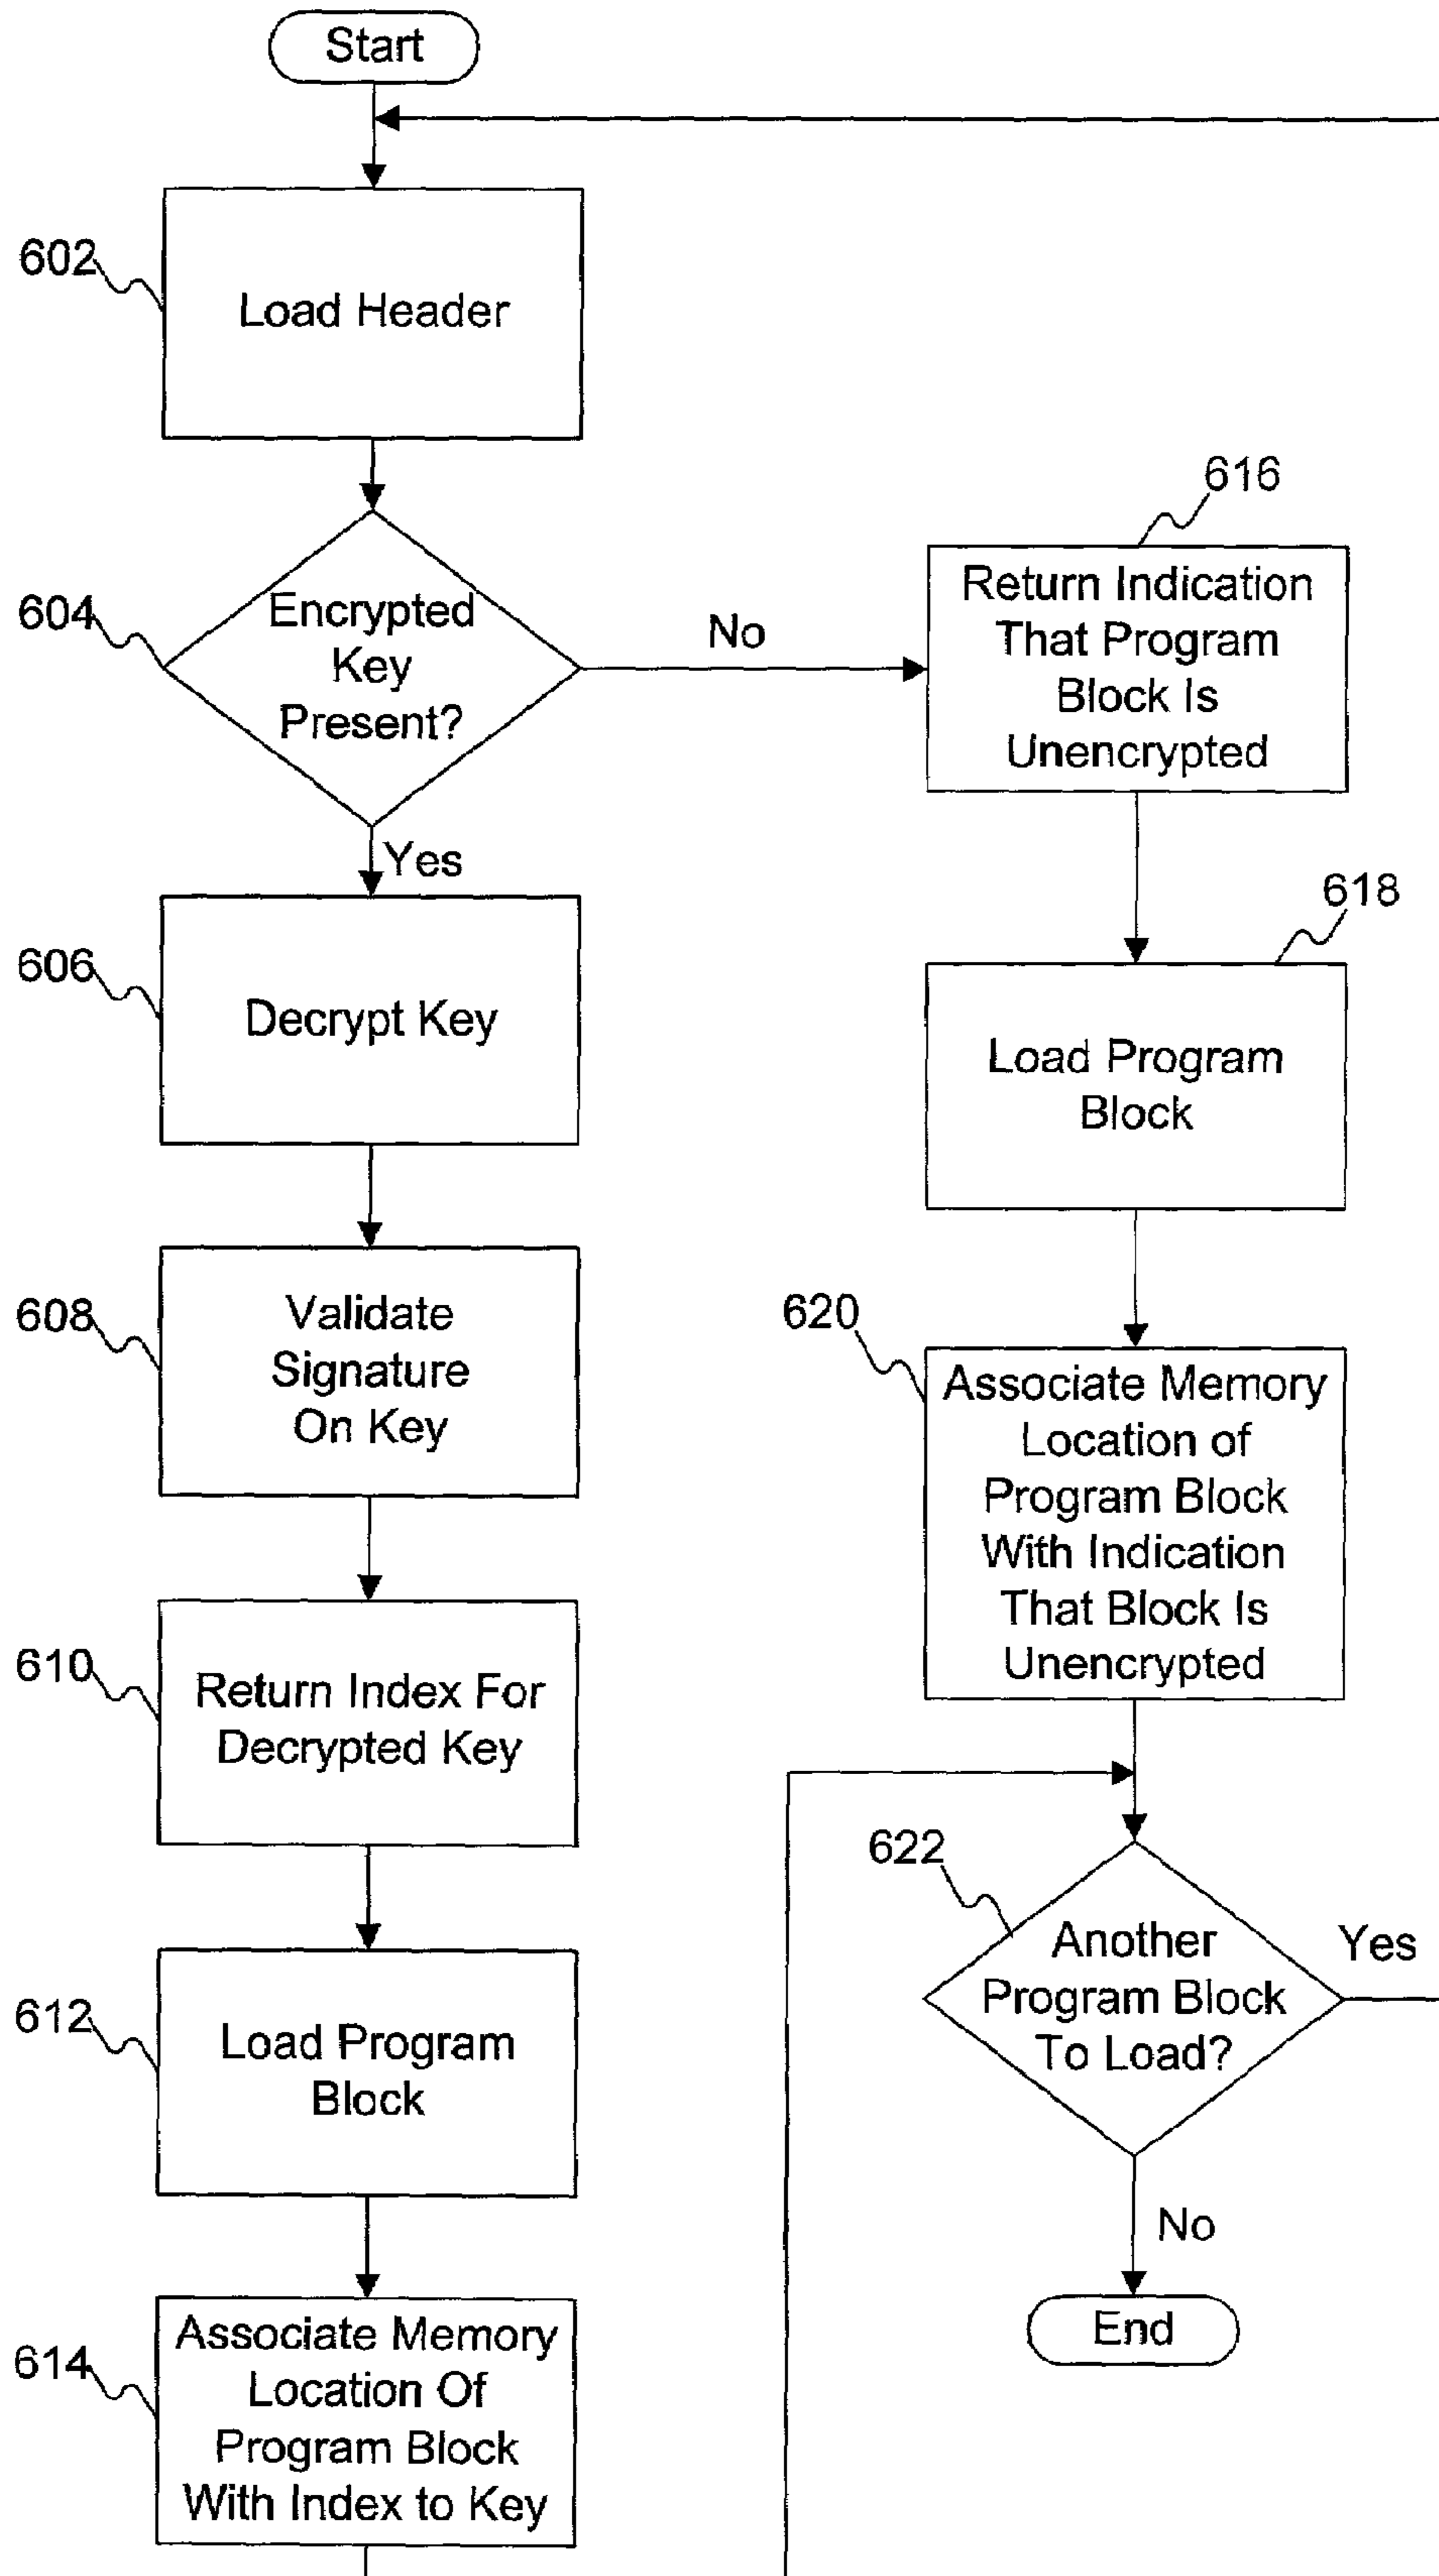 Start
602
Load Header
604
Encrypted
Key
Present?
No
Yes
616
Return Indication
That Program
Block Is
Unencrypted
606
Decrypt Key
618
Load Program
Block
608
Validate
Signature
On Key
620
Associate Memory
Location of
Program Block
With Indication
That Block Is
Unencrypted
610
Return Index For
Decrypted Key
622
Another
Program Block
To Load?
Yes
No
End
612
Load Program
Block
614
Associate Memory
Location Of
Program Block
With Index to Key